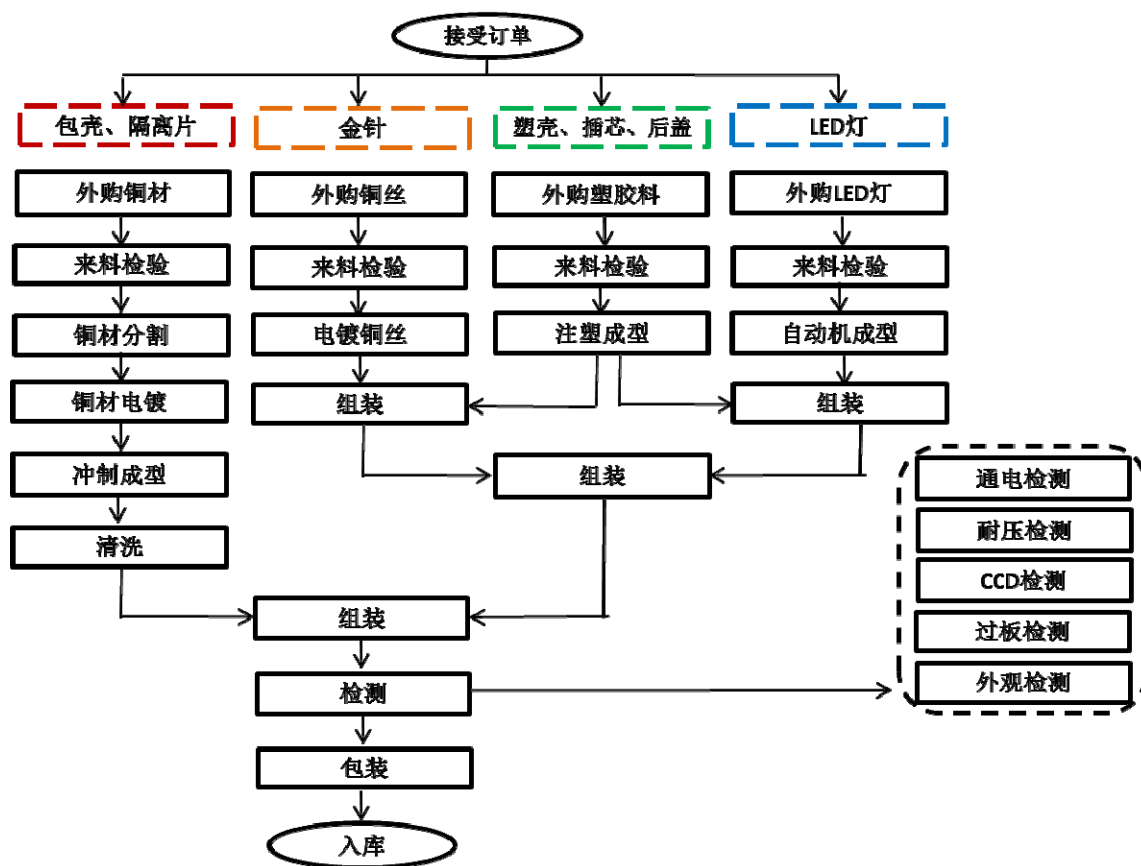 接受订单
包壳、隔离片
金针
塑壳、插芯、后盖
LED灯
外购铜材
外购铜丝
外购塑胶料
外购LED灯
来料检验
来料检验
来料检验
来料检验
铜材分割
电镀铜丝
注塑成型
自动机成型
铜材电镀
组装
组装
冲制成型
组装
通电检测
清洗
耐压检测
CCD检测
组装
过板检测
检测
外观检测
包装
入库